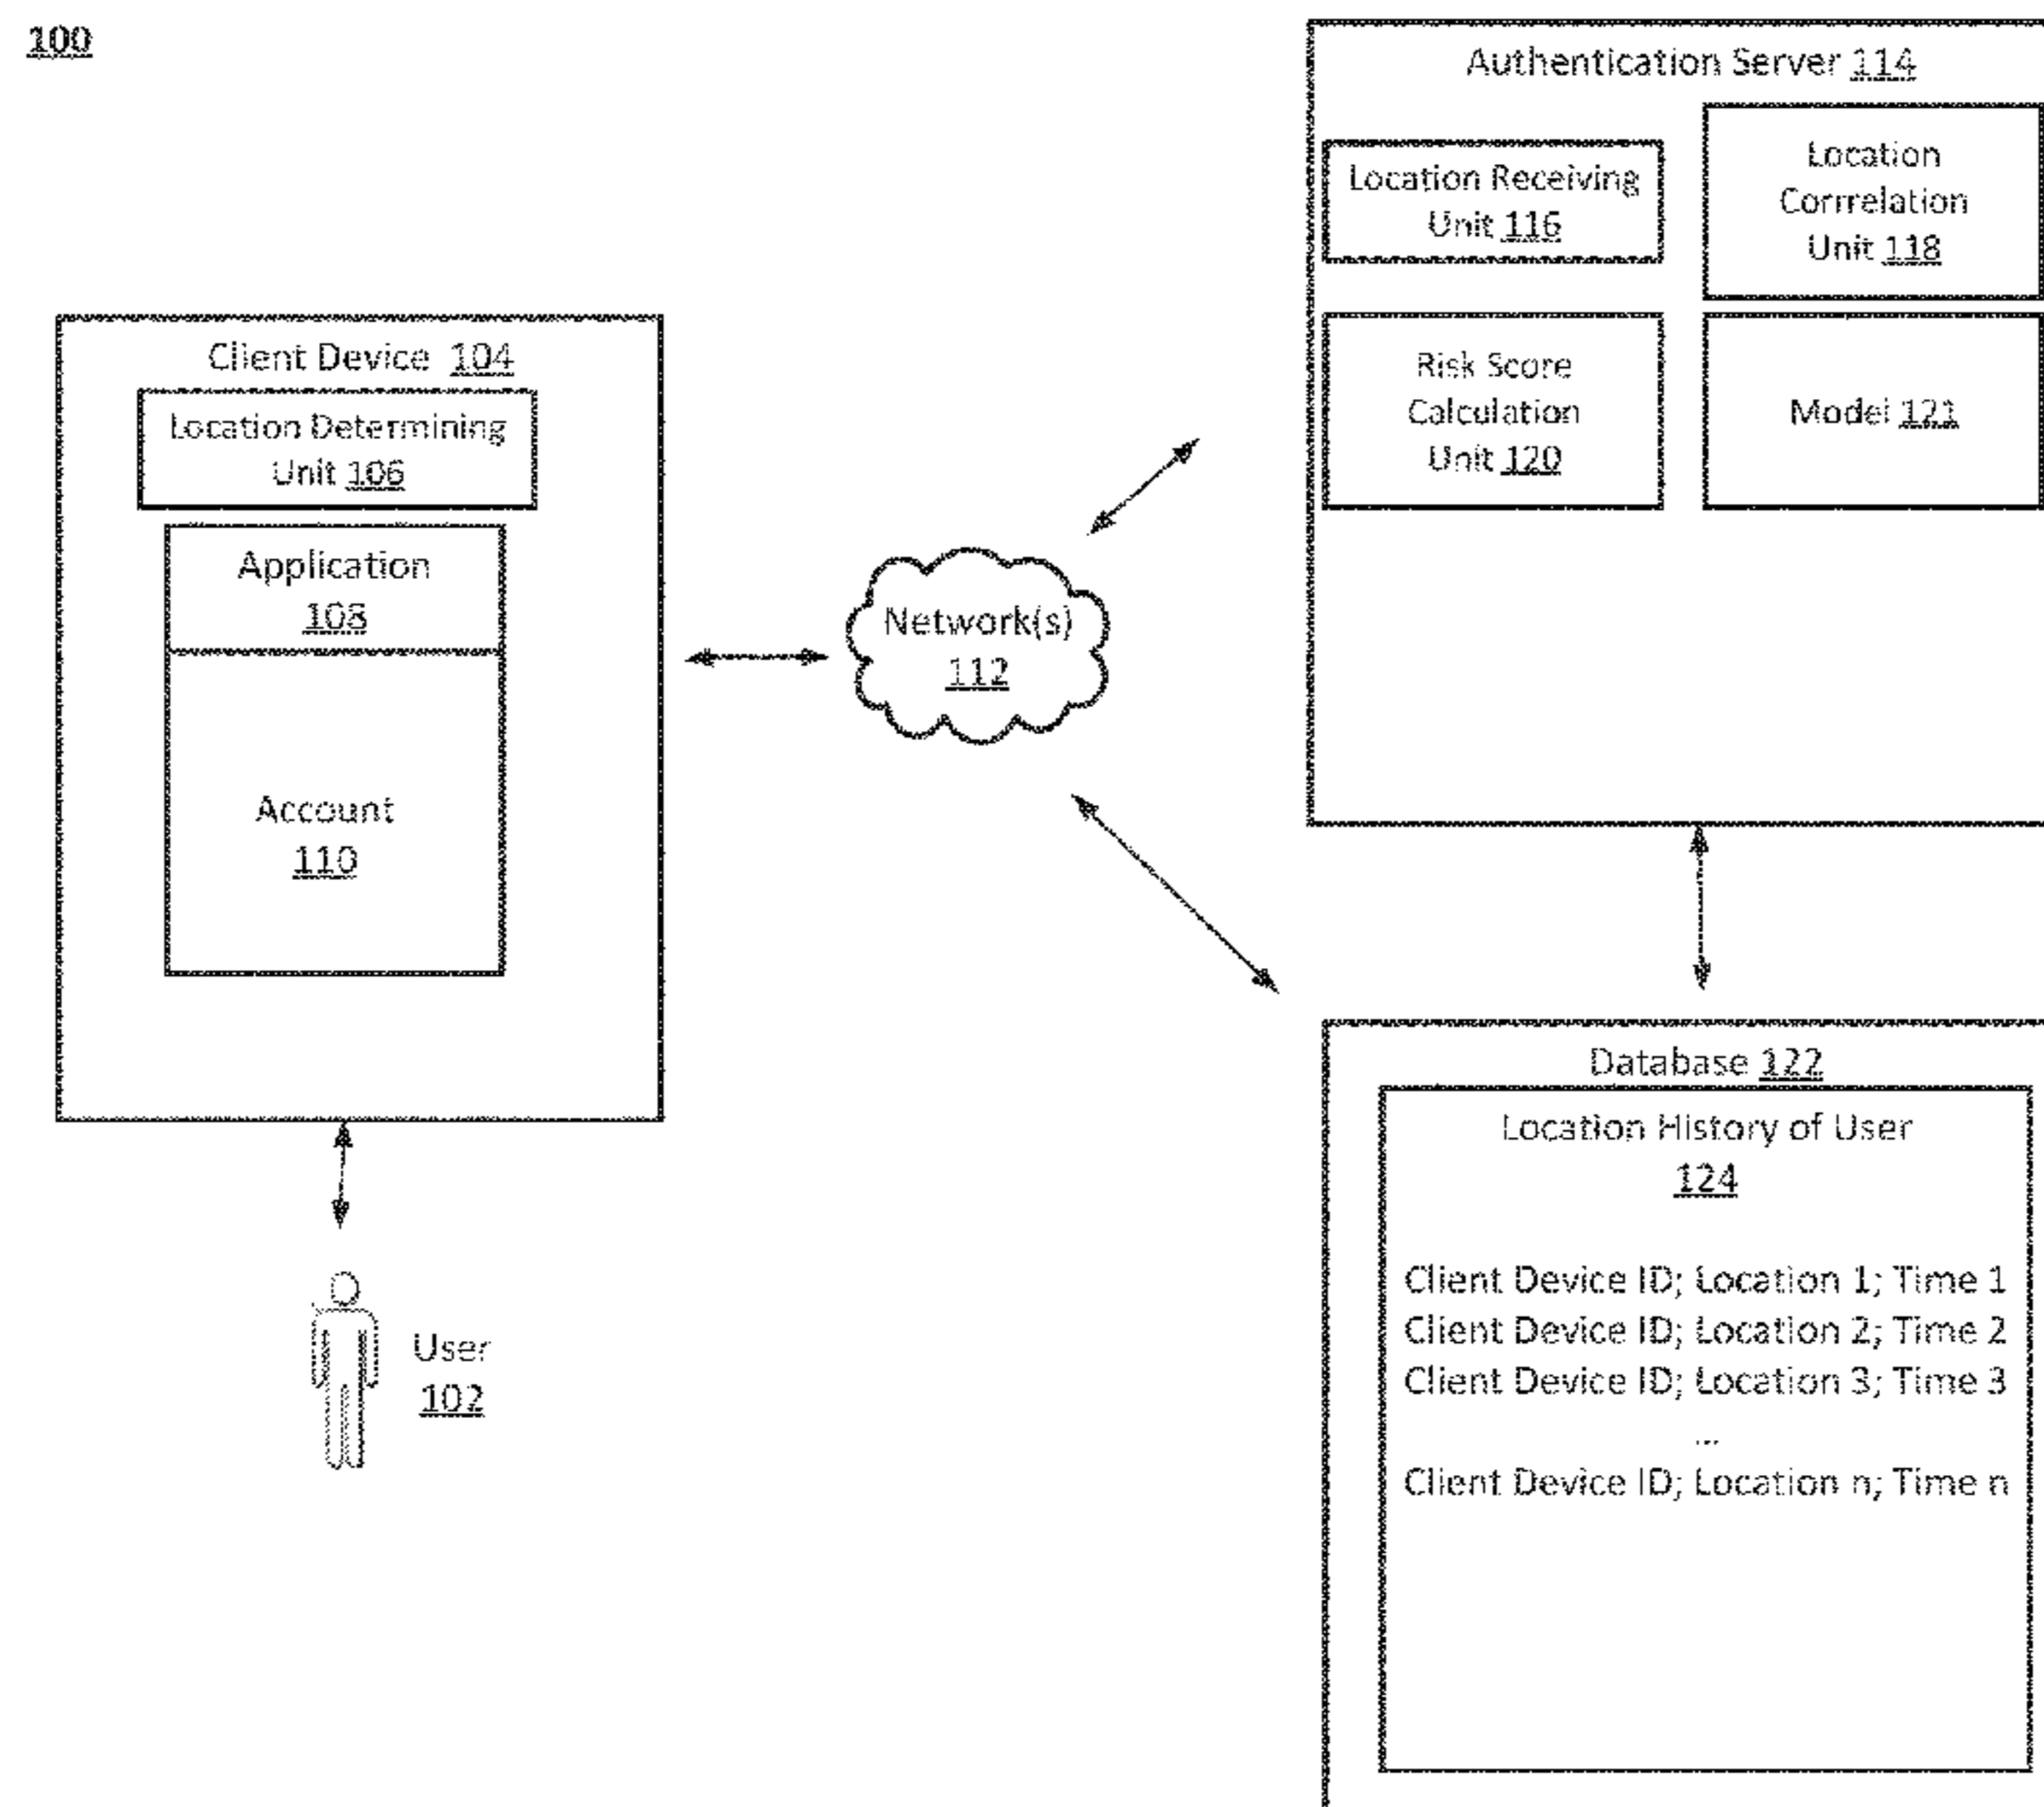 100
Authentication Server 114
Location Receiving
Unit 116
Location
Corrrelation
Unit 118
Risk Score
Calculation
Unit 120
Model 121
Client Device 104
Location Determining
Unit 106
Application
108
Account
110
Network(s)
112
User
102
Database 122
Location History of User
124
Client Device ID; Location 1; Time 1
Client Device ID; Location 2; Time 2
Client Device ID; Location 3; Time 3
...
Client Device ID; Location n; Time n